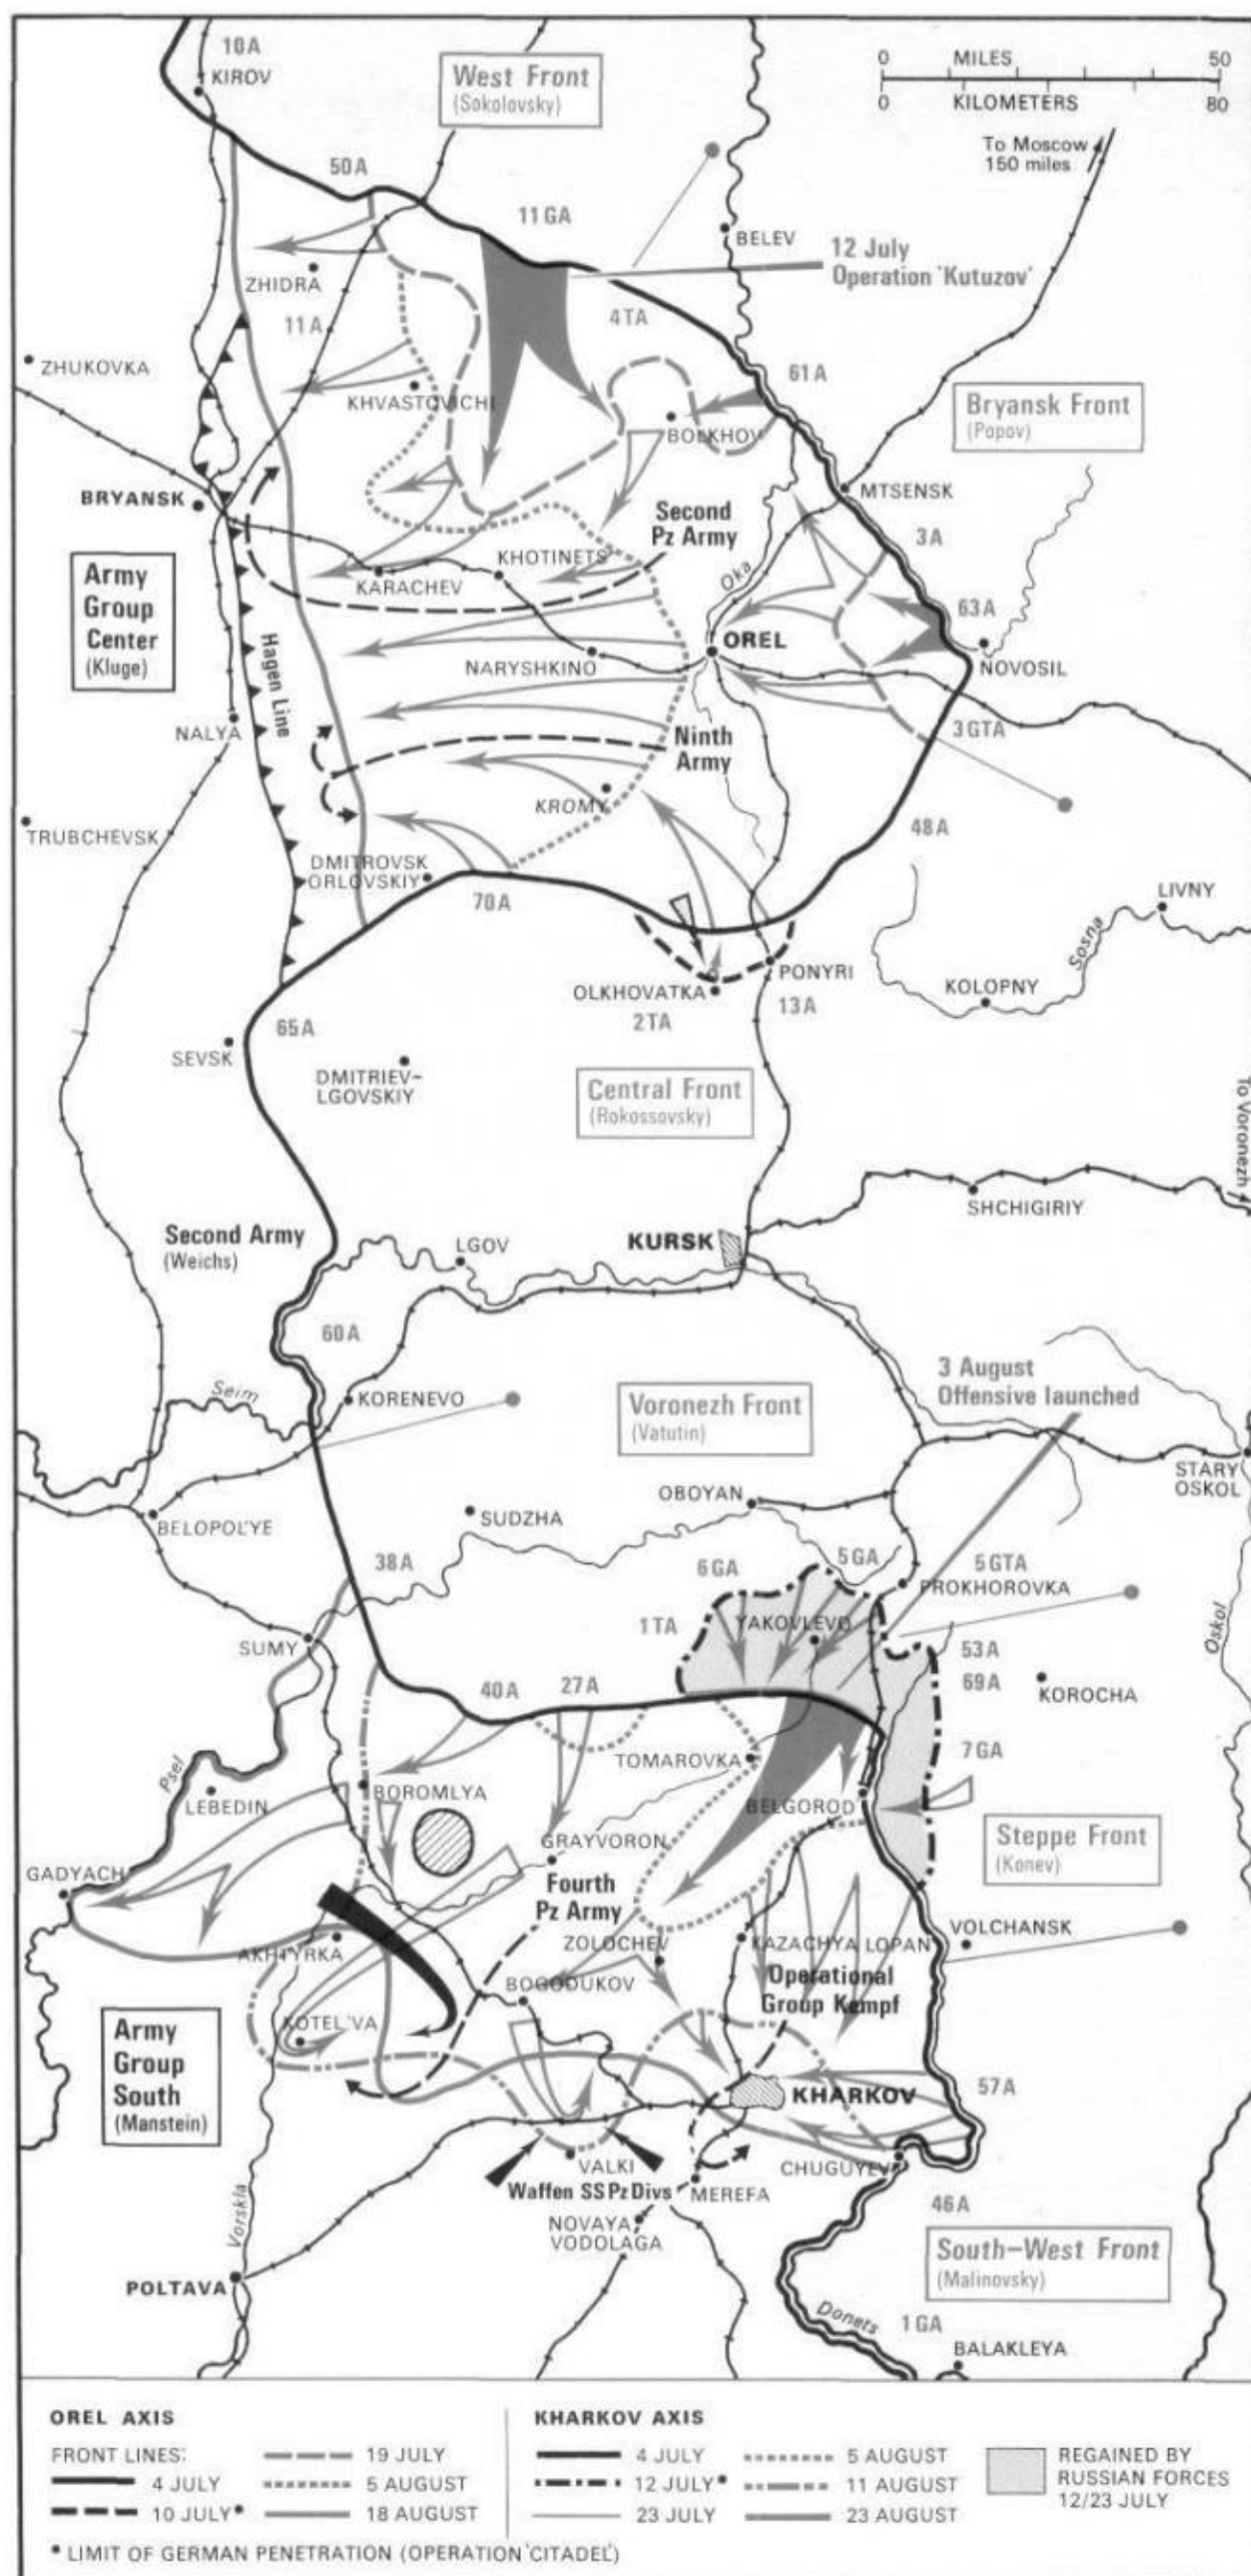 10A
KIROV
West Front
(Sokolovsky)
0 MILES 50
0 KILOMETERS 80
To Moscow
150 miles
50A
11GA
BELEV
12 July
Operation 'Kutuzov'
ZHIDRA
11A
4TA
ZHUKOVKA
61A
KHVASTOVICHI
Bryansk Front
(Popov)
BOLKHOV
BRYANSK
MTSENSK
Second
Pz Army
3A
KHOTINETS
Oka
KARACHEV
Army
Group
Center
(Kluge)
63A
Hagen Line
OREL
NARYSHKINO
NOVOSIL
NALYA
3GTA
Ninth
Army
KROMY
TRUBCHEVSK
48A
DMITROVSK
ORLOVSKIY
70A
LIVNY
Sosna
PONYRI
OLKHOVATKA
KOLOPNY
2TA
13A
65A
SEVSK
DMITRIEV-
LGOVSKIY
Central Front
(Rokossovsky)
To Voronezh
SHCHIGIRIY
Second Army
(Weichs)
LGOV
KURSK
60A
3 August
Offensive launched
Seim
KORENEVO
Voronezh Front
(Vatutin)
STARY
OSKOL
OBOYAN
SUDZHA
BELOPOL'YE
38A
6GA
5GA
5GTA
PROKHOROVKA
1TA
YAKOVLEVO
Oskol
SUMY
53A
69A
KOROCHA
40A
27A
TOMAROVKA
7GA
Psel
LEBEDIN
BOROMLYA
BELGOROD
Steppe Front
(Konev)
GRAYVORON
GADYACH
Fourth
Pz Army
VOLCHANSK
AKHTYRKA
ZOLOCHEV
KAZACHYA LOPAN
BOGODUKOV
Operational
Group Kempf
KOTEL'VA
Army
Group
South
(Manstein)
57A
KHARKOV
VALKI
CHUGUYEV
Waffen SS Pz Divs
MEREFA
46A
Vorskla
NOVAYA
VODOLAGA
South-West Front
(Malinovsky)
POLTAVA
Donets
1GA
BALAKLEYA
OREL AXIS
FRONT LINES:
4 JULY
10 JULY*
19 JULY
5 AUGUST
18 AUGUST
KHARKOV AXIS
4 JULY
12 JULY*
23 JULY
5 AUGUST
11 AUGUST
23 AUGUST
REGAINED BY
RUSSIAN FORCES
12/23 JULY
* LIMIT OF GERMAN PENETRATION (OPERATION 'CITADEL')